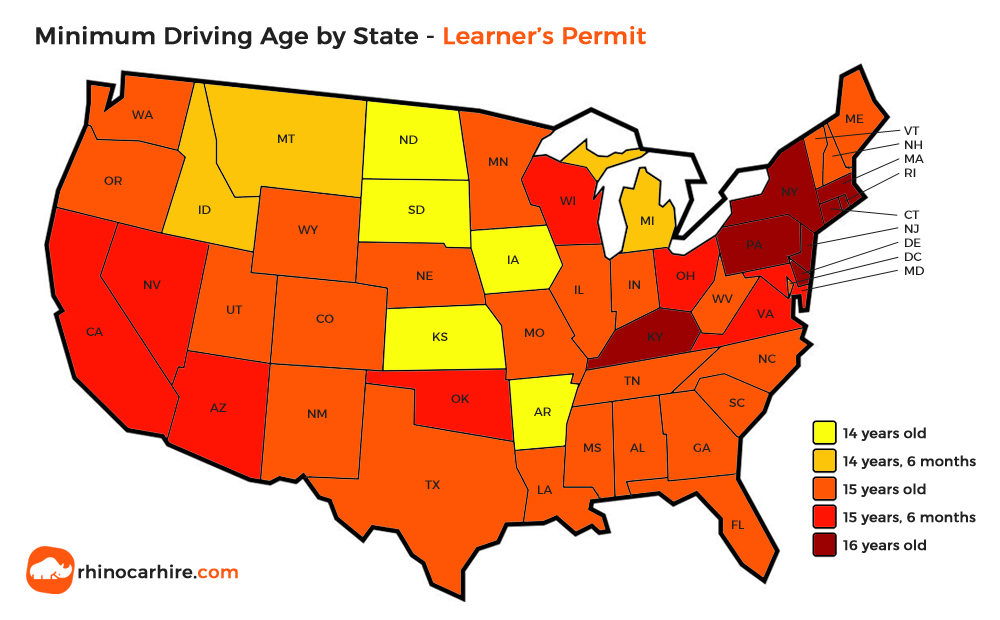 Minimum Driving Age by State - Learner's Permit
WA
MT
ND
MN
ME
VT
NH
MA
RI
OR
ID
SD
WI
MI
NY
WY
CT
NJ
DE
DC
MD
PA
IA
NE
NV
UT
CO
IL
IN
OH
WV
VA
CA
KS
MO
KY
NC
TN
AZ
NM
OK
AR
SC
MS
AL
GA
TX
LA
FL
14 years old
14 years, 6 months
15 years old
15 years, 6 months
16 years old
rhinocarhire.com